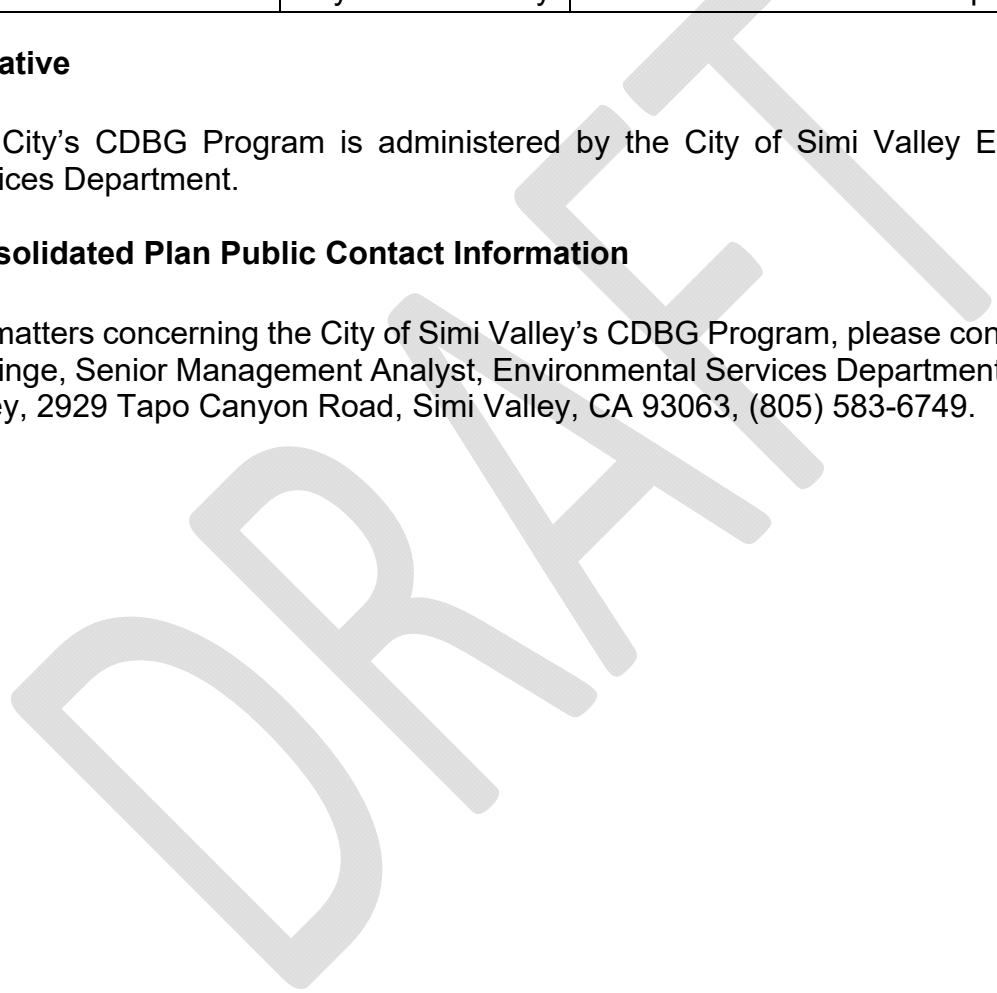 ative
City’s CDBG Program is administered by the City of Simi Valley E
ices Department.
solidated Plan Public Contact Information
matters concerning the City of Simi Valley’s CDBG Program, please con
inge, Senior Management Analyst, Environmental Services Department
ey, 2929 Tapo Canyon Road, Simi Valley, CA 93063, (805) 583-6749.
DRAFT